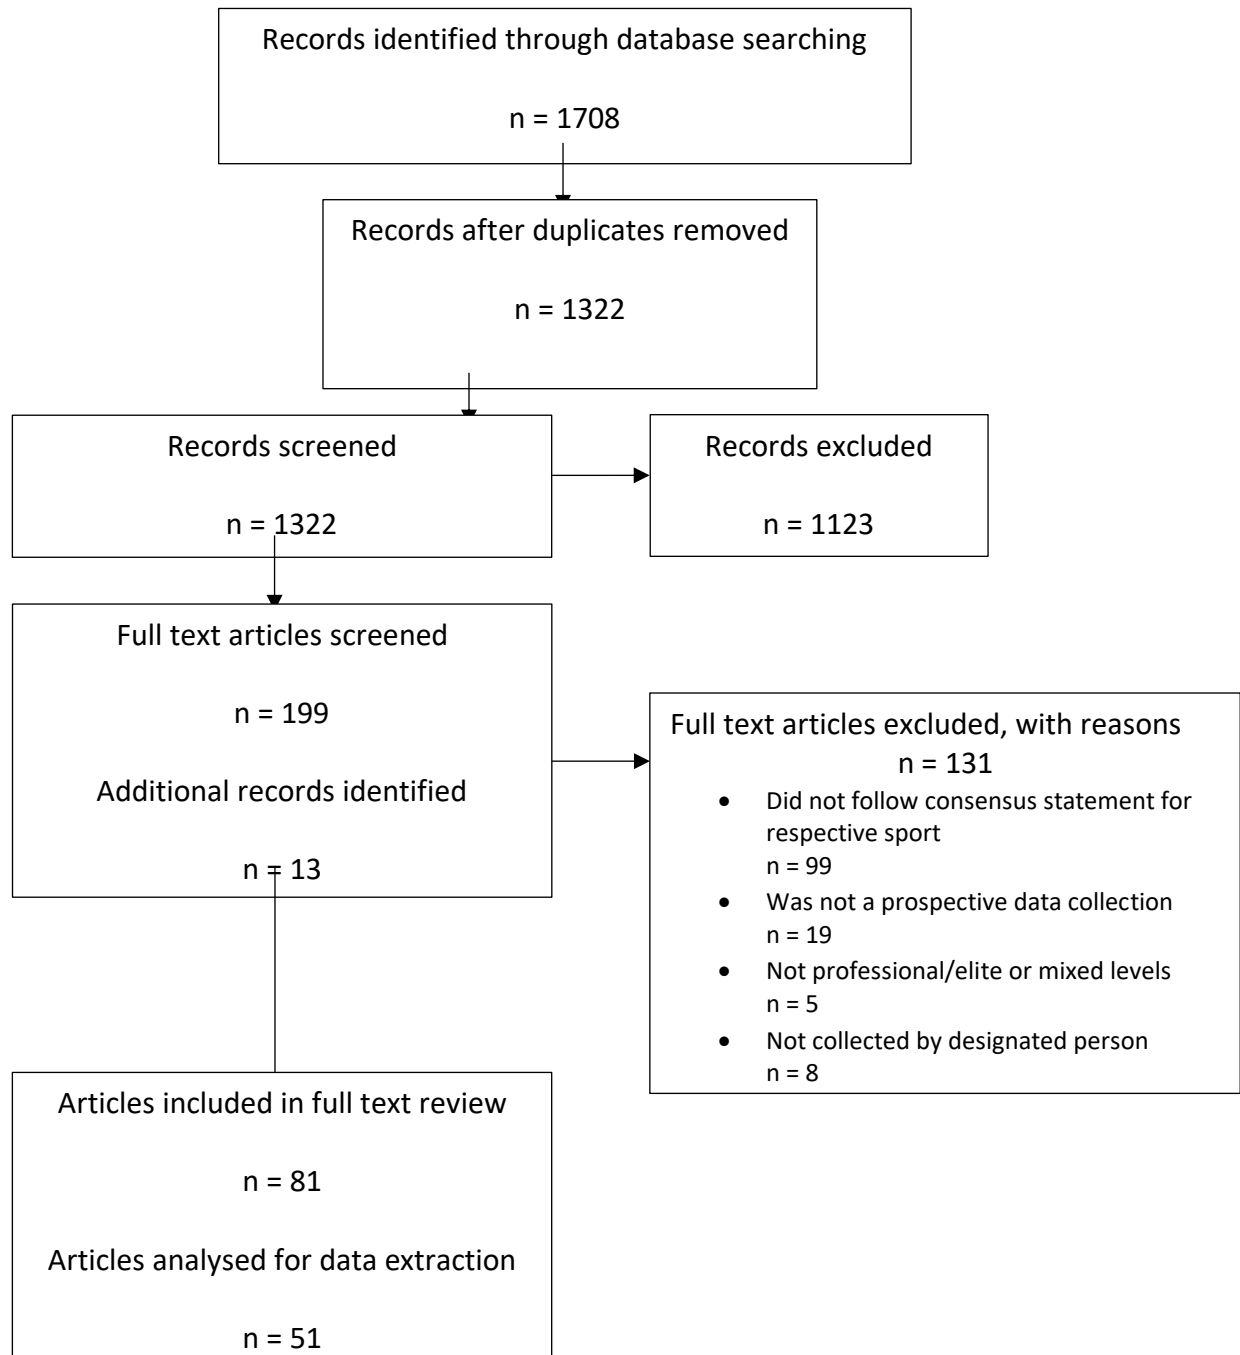 Records identified through database searching
n = 1708
Records after duplicates removed
n = 1322
Records screened
n = 1322
Records excluded
n = 1123
Full text articles screened
n = 199
Additional records identified
n = 13
Full text articles excluded, with reasons
n = 131
• Did not follow consensus statement for
respective sport
n = 99
• Was not a prospective data collection
n = 19
• Not professional/elite or mixed levels
n = 5
• Not collected by designated person
n = 8
Articles included in full text review
n = 81
Articles analysed for data extraction
n = 51